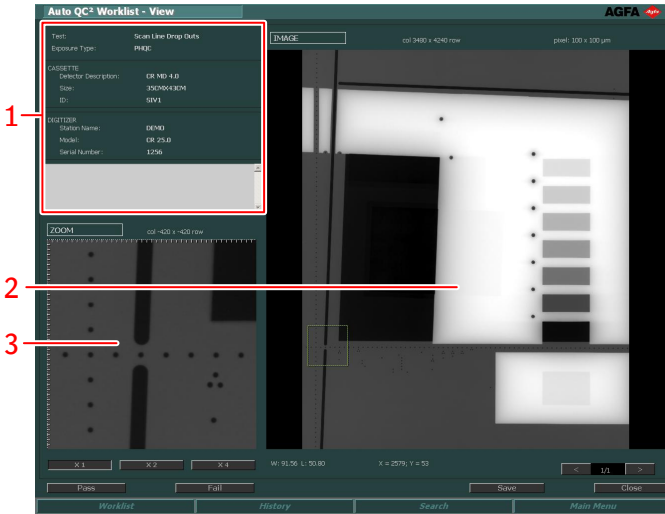 Auto QC² Worklist - View
AGFA
Test: Scan Line Drop Outs
Exposure Type: PHQC
CASSETTE
Detector Description: CR MD 4.0
Size: 35CMX43CM
ID: SIV1
DIGITIZER
Station Name: DEMO
Model: CR 25.0
Serial Number: 1256
IMAGE
col 3480 x 4240 row
pixel: 100 x 100 µm
ZOOM
col -420 x -420 row
1
2
3
X 1
X 2
X 4
W: 91.56 L: 50.80
X = 2579; Y = 53
<
1/1
>
Pass
Fail
Save
Close
Worklist
History
Search
Main Menu